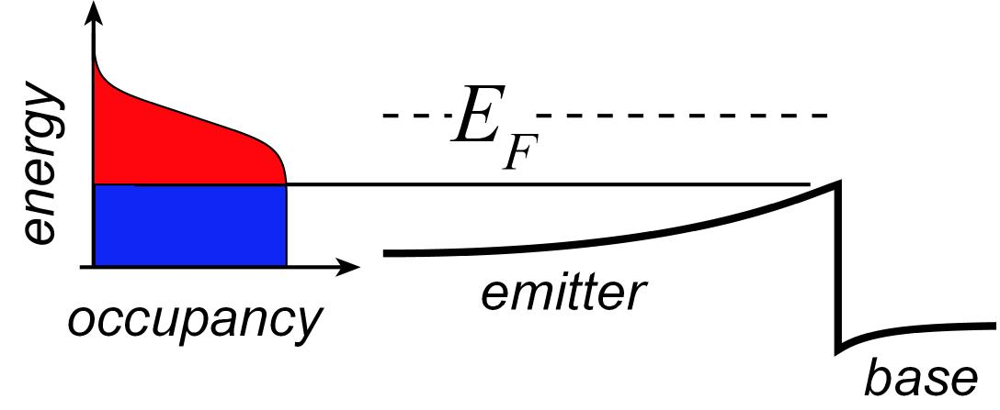 energy
occupancy
E_F
emitter
base